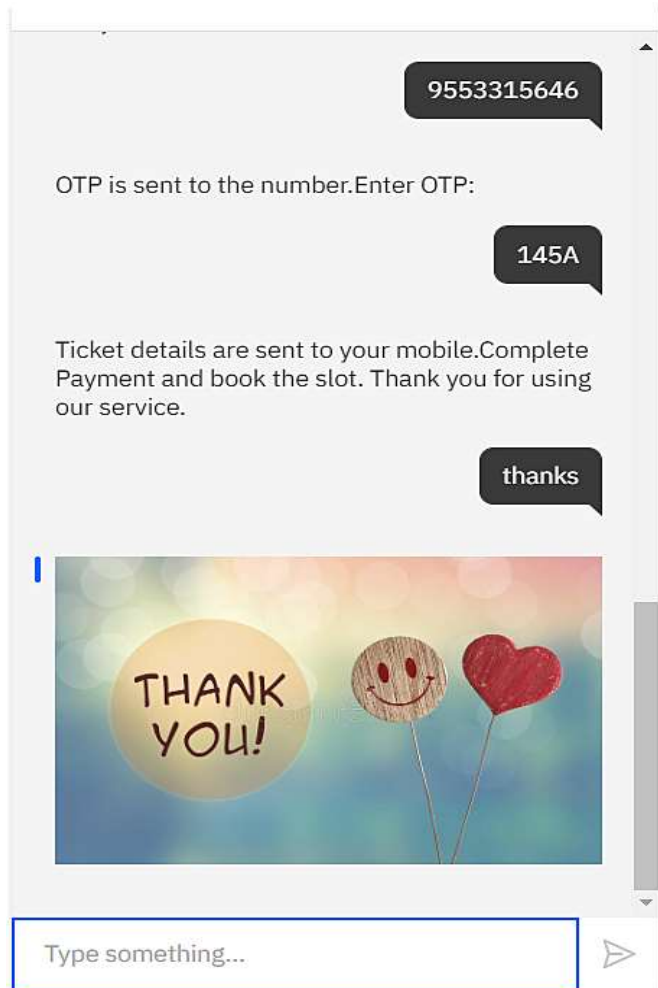 9553315646
OTP is sent to the number.Enter OTP:
145A
Ticket details are sent to your mobile.Complete
Payment and book the slot. Thank you for using
our service.
thanks
THANK
YOU!
Type something...